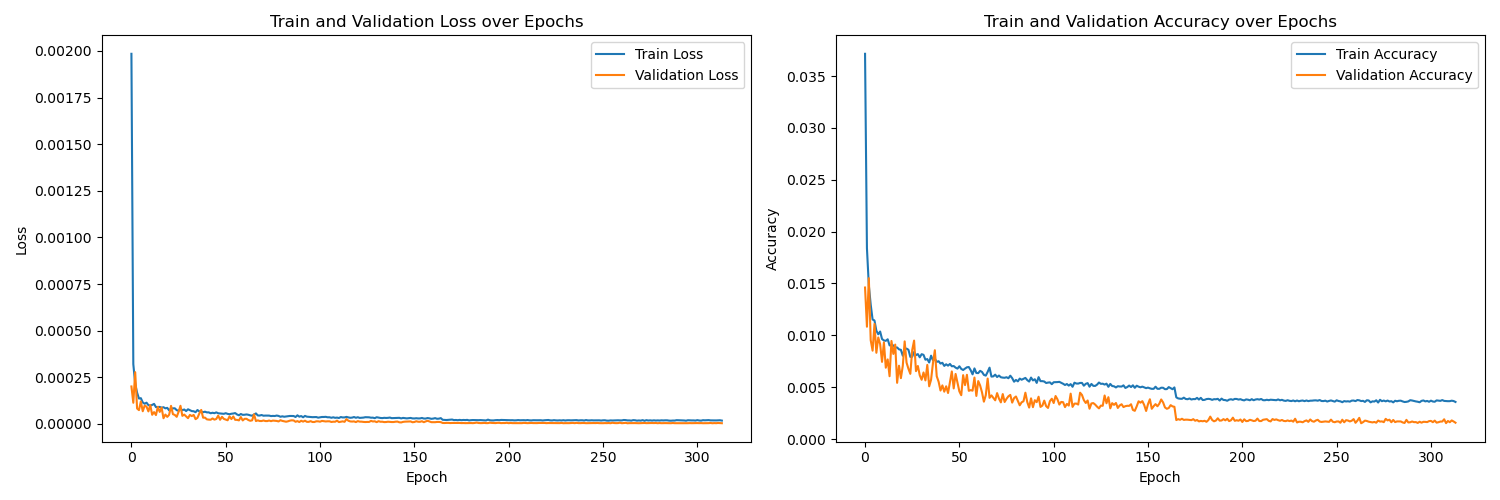 Train and Validation Loss over Epochs
Train Loss
Validation Loss
0.00200
0.00175
0.00150
0.00125
0.00100
0.00075
0.00050
0.00025
0.00000
Loss
0 50 100 150 200 250 300
Epoch
Train and Validation Accuracy over Epochs
Train Accuracy
Validation Accuracy
0.035
0.030
0.025
0.020
0.015
0.010
0.005
0.000
Accuracy
0 50 100 150 200 250 300
Epoch